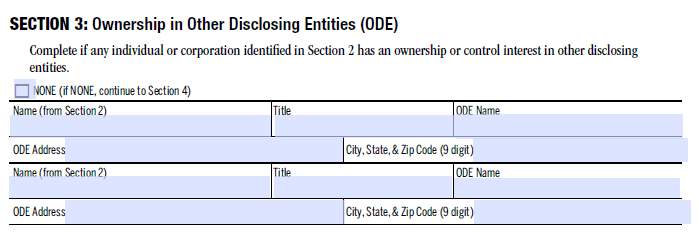 SECTION 3: Ownership in Other Disclosing Entities (ODE)
Complete if any individual or corporation identified in Section 2 has an ownership or control interest in other disclosing
entities.
NONE (if NONE, continue to Section 4)
Name (from Section 2) Title ODE Name
ODE Address City, State, & Zip Code (9 digit)
Name (from Section 2) Title ODE Name
ODE Address City, State, & Zip Code (9 digit)